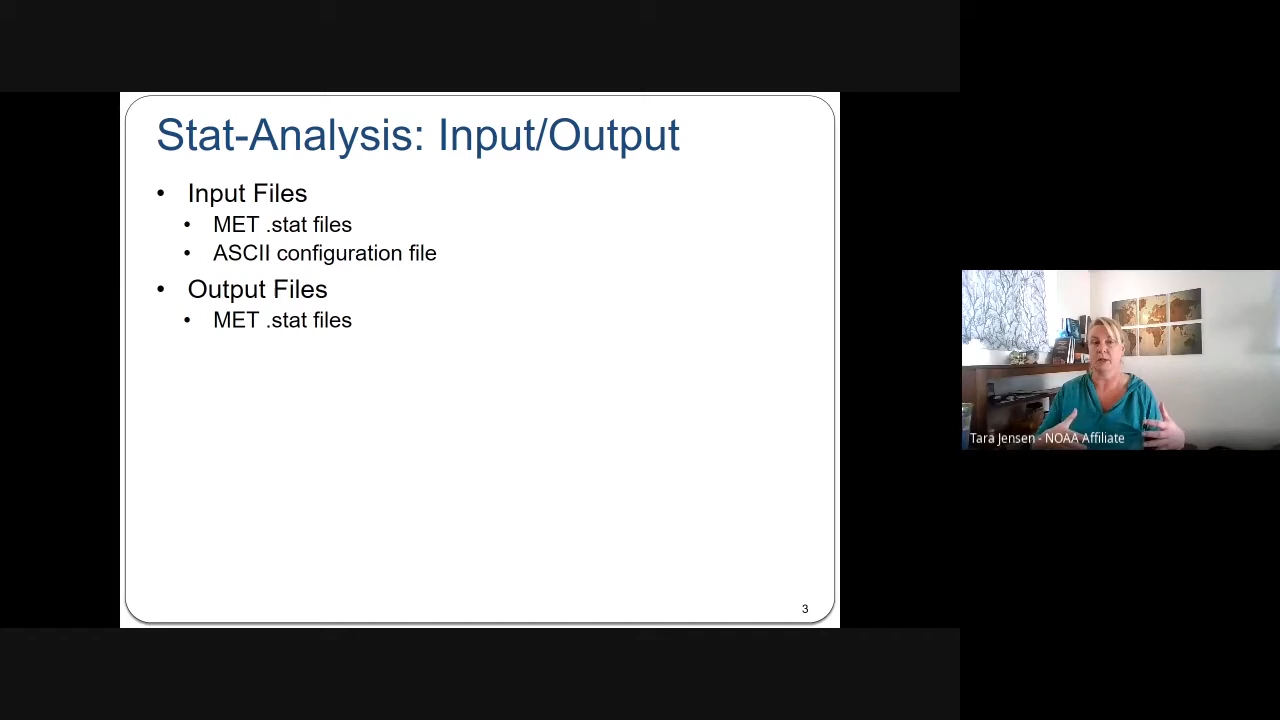 Stat-Analysis: Input/Output
• Input Files
• MET .stat files
• ASCII configuration file
• Output Files
• MET .stat files
3
Tara Jensen - NOAA Affiliate